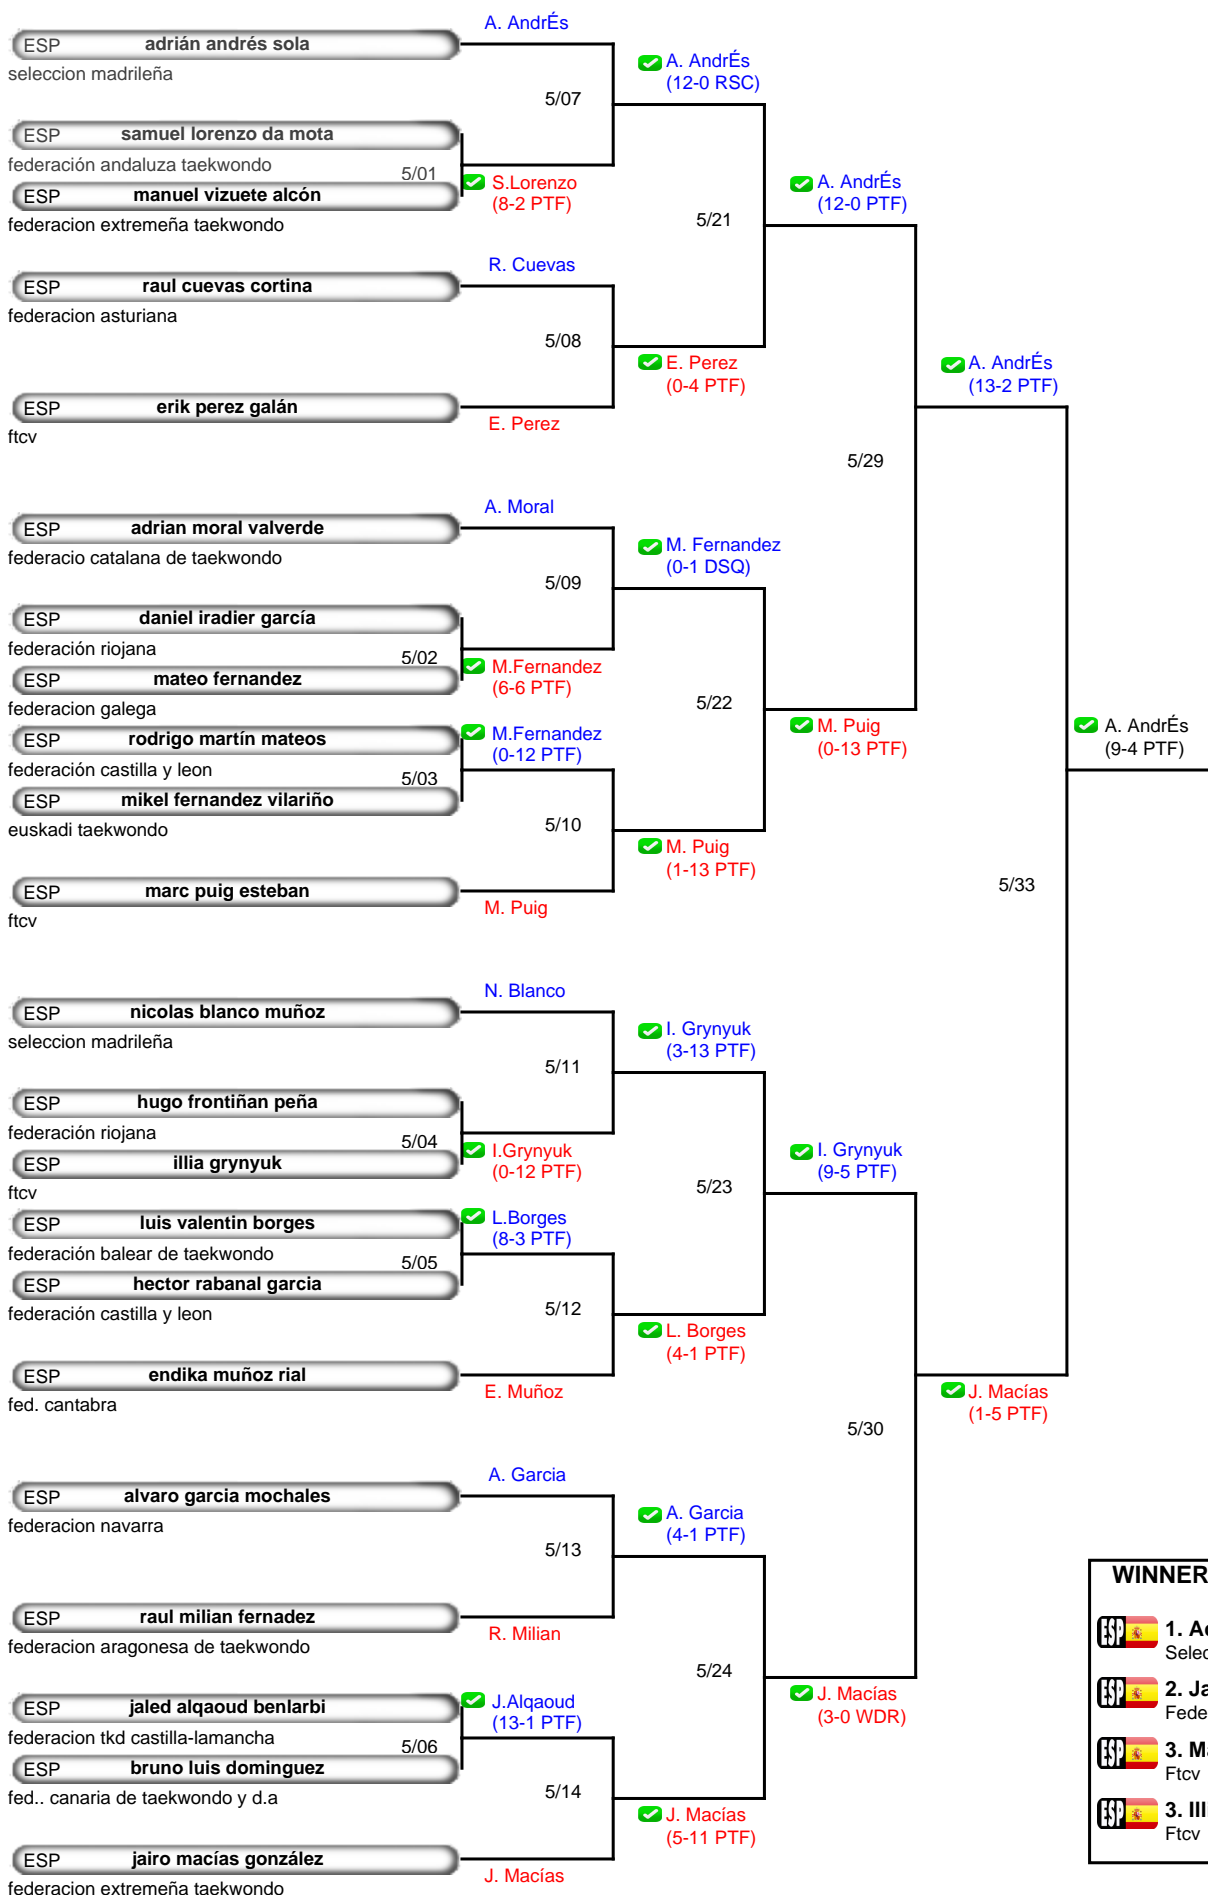 A. AndrÉs
ESP adrián andrés sola
seleccion madrileña
A. AndrÉs
(12-0 RSC)
5/07
ESP samuel lorenzo da mota
federación andaluza taekwondo
5/01
S.Lorenzo
(8-2 PTF)
ESP manuel vizuete alcón
federacion extremeña taekwondo
A. AndrÉs
(12-0 PTF)
5/21
R. Cuevas
ESP raul cuevas cortina
federacion asturiana
5/08
E. Perez
(0-4 PTF)
A. AndrÉs
(13-2 PTF)
ESP erik perez galán
ftcv
E. Perez
5/29
A. Moral
ESP adrian moral valverde
federacio catalana de taekwondo
M. Fernandez
(0-1 DSQ)
5/09
ESP daniel iradier garcía
federación riojana
5/02
M.Fernandez
(6-6 PTF)
ESP mateo fernandez
federacion galega
5/22
M. Puig
(0-13 PTF)
A. AndrÉs
(9-4 PTF)
ESP rodrigo martín mateos
federación castilla y leon
M.Fernandez
(0-12 PTF)
5/03
ESP mikel fernandez vilariño
euskadi taekwondo
5/10
M. Puig
(1-13 PTF)
ESP marc puig esteban
ftcv
M. Puig
5/33
N. Blanco
ESP nicolas blanco muñoz
seleccion madrileña
I. Grynyuk
(3-13 PTF)
5/11
ESP hugo frontiñan peña
federación riojana
5/04
I.Grynyuk
(0-12 PTF)
ESP illia grynyuk
ftcv
I. Grynyuk
(9-5 PTF)
5/23
ESP luis valentin borges
federación balear de taekwondo
L.Borges
(8-3 PTF)
5/05
ESP hector rabanal garcia
federación castilla y leon
5/12
L. Borges
(4-1 PTF)
ESP endika muñoz rial
fed. cantabra
E. Muñoz
J. Macías
(1-5 PTF)
5/30
A. Garcia
ESP alvaro garcia mochales
federacion navarra
A. Garcia
(4-1 PTF)
5/13
ESP raul milian fernadez
federacion aragonesa de taekwondo
R. Milian
5/24
J. Macías
(3-0 WDR)
ESP jaled alqaoud benlarbi
federacion tkd castilla-lamancha
J.Alqaoud
(13-1 PTF)
5/06
ESP bruno luis dominguez
fed.. canaria de taekwondo y d.a
5/14
J. Macías
(5-11 PTF)
ESP jairo macías gonzález
federacion extremeña taekwondo
J. Macías
WINNER
ESP 1.
ESP 2.
ESP 3.
Ftcv
ESP 3.
Ftcv